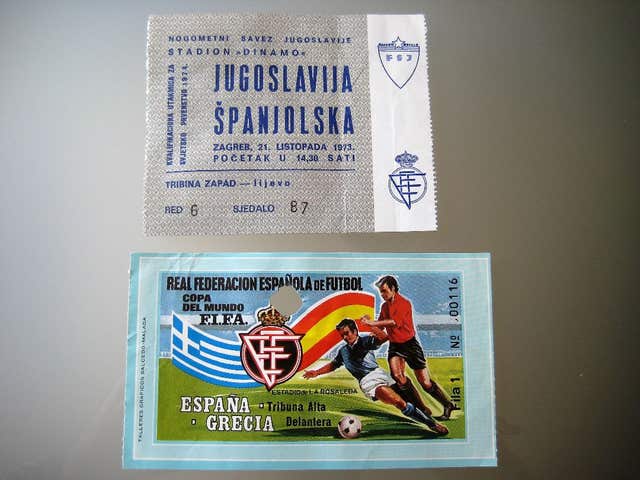 NOGOMETNI SAVEZ JUGOSLAVIJE
STADION »DINAMO«
KVALIFIKACIONA UTAKMICA ZA
SVJETSKO PRVENSTVO 1974.
JUGOSLAVIJA
ŠPANJOLSKA
ZAGREB, 21. LISTOPADA 1973.
POČETAK U 14,30 SATI
TRIBINA ZAPAD — lijevo
RED 6 SJEDALO 87
FSJ
REAL FEDERACION ESPAÑOLA DE FUTBOL
COPA
DEL MUNDO
F.I.F.A.
ESTADIO de LA ROSALEDA
ESPAÑA · Tribuna Alta
· GRECIA Delantera
Fila 1 Nº 00116
TALLERES GRAFICOS SALCEDO-MALAGA